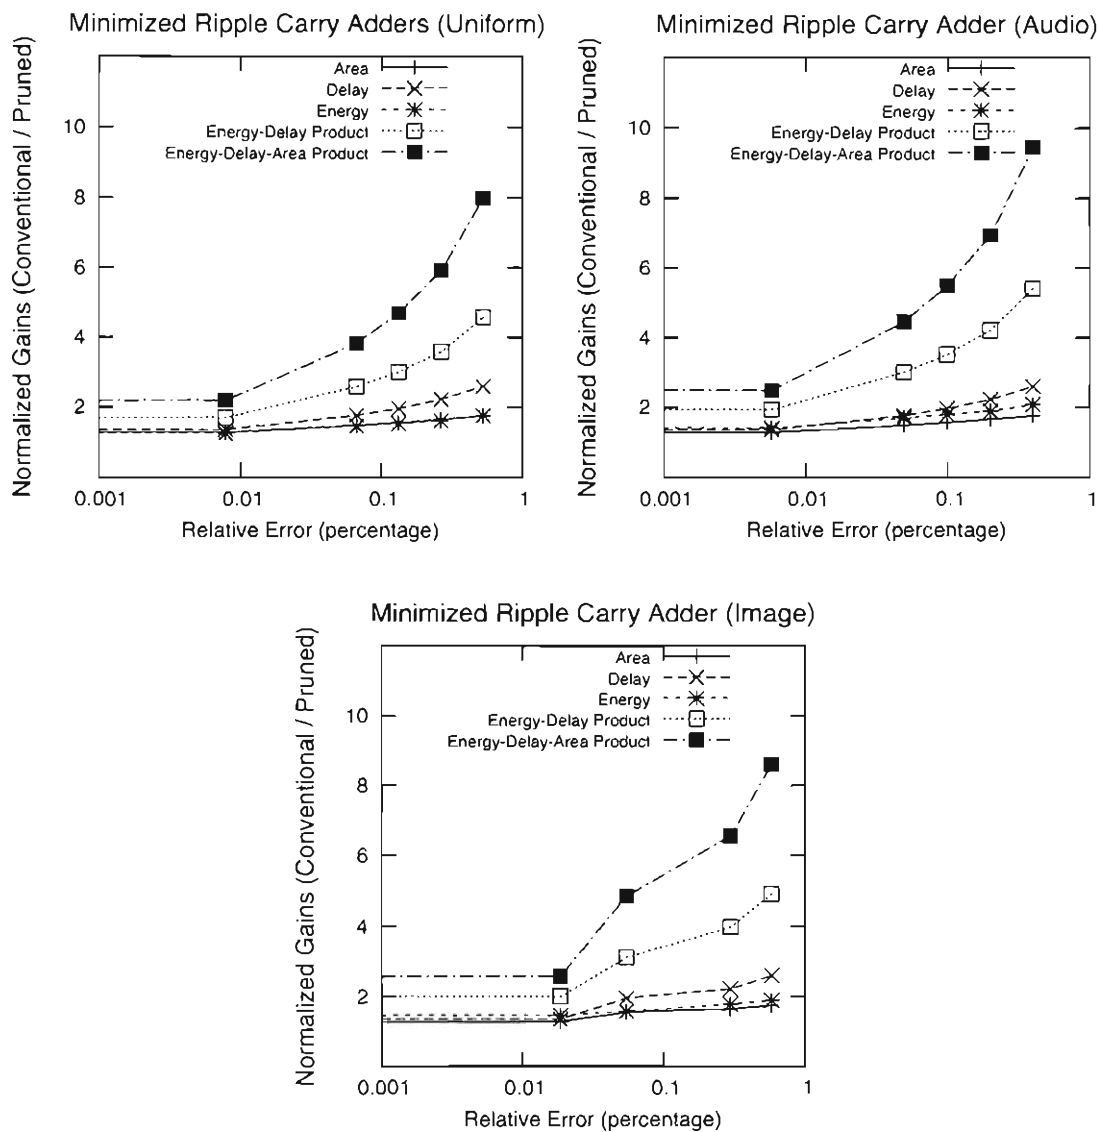 Minimized Ripple Carry Adders (Uniform)
Normalized Gains (Conventional / Pruned)
Area
Delay
Energy
Energy-Delay Product
Energy-Delay-Area Product
10
8
6
4
2
0.001
0.01
0.1
1
Relative Error (percentage)
Minimized Ripple Carry Adder (Audio)
Normalized Gains (Conventional / Pruned)
Area
Delay
Energy
Energy-Delay Product
Energy-Delay-Area Product
10
8
6
4
2
0.001
0.01
0.1
1
Relative Error (percentage)
Minimized Ripple Carry Adder (Image)
Normalized Gains (Conventional / Pruned)
Area
Delay
Energy
Energy-Delay Product
Energy-Delay-Area Product
10
8
6
4
2
0.001
0.01
0.1
1
Relative Error (percentage)